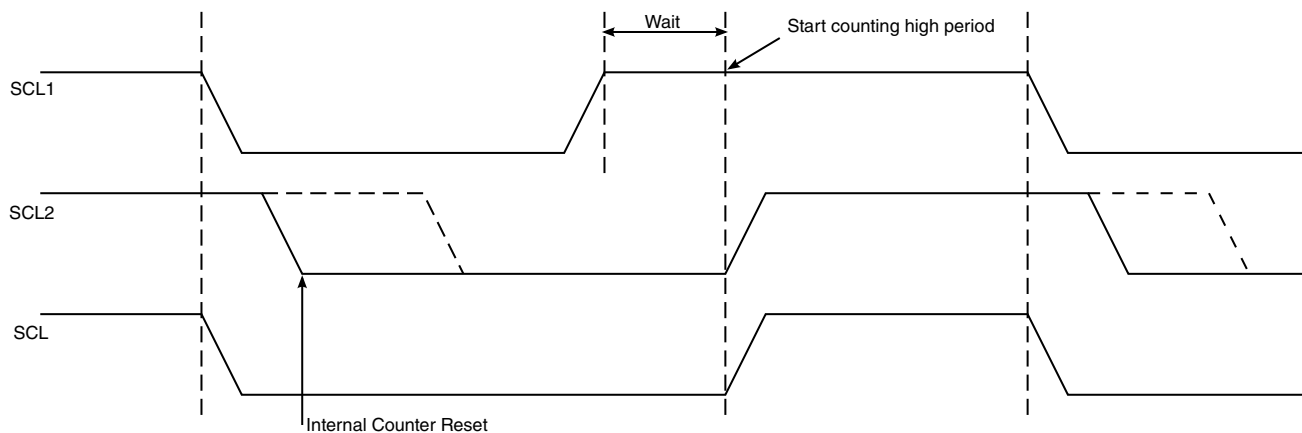 Wait
Start counting high period
SCL1
SCL2
SCL
Internal Counter Reset